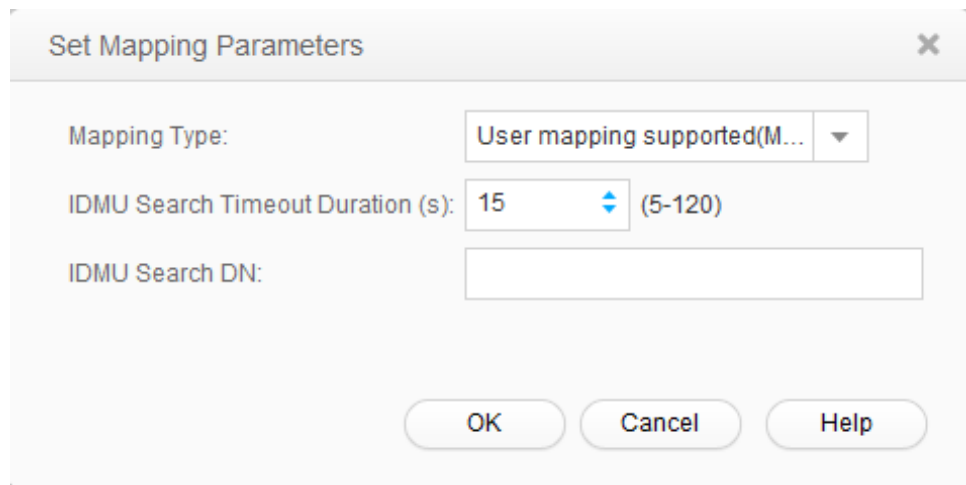 Set Mapping Parameters
Mapping Type: User mapping supported(M...
IDMU Search Timeout Duration (s): 15 (5-120)
IDMU Search DN:
OK Cancel Help